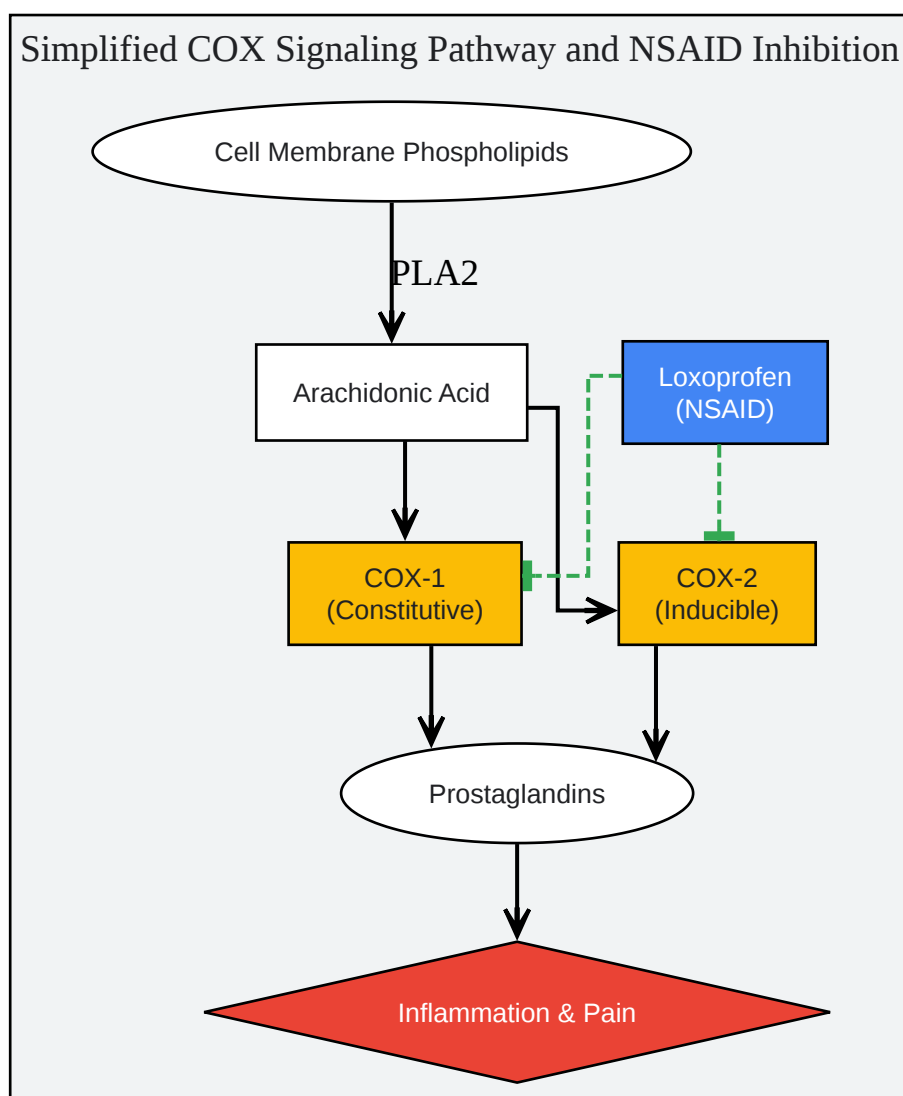 Simplified COX Signaling Pathway and NSAID Inhibition
Cell Membrane Phospholipids
PLA2
Arachidonic Acid
Loxoprofen
(NSAID)
COX-1
(Constitutive)
COX-2
(Inducible)
Prostaglandins
Inflammation & Pain